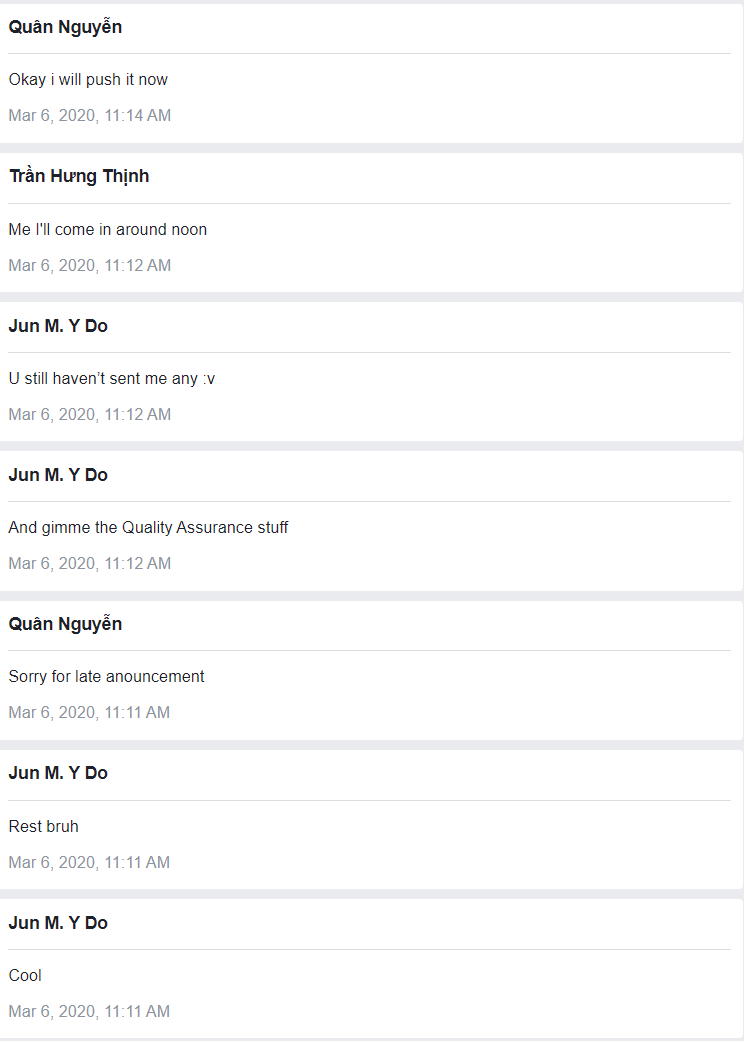 Quân Nguyễn
Okay i will push it now
Mar 6, 2020, 11:14 AM
Trần Hưng Thịnh
Me I'll come in around noon
Mar 6, 2020, 11:12 AM
Jun M. Y Do
U still haven’t sent me any :v
Mar 6, 2020, 11:12 AM
Jun M. Y Do
And gimme the Quality Assurance stuff
Mar 6, 2020, 11:12 AM
Quân Nguyễn
Sorry for late anouncement
Mar 6, 2020, 11:11 AM
Jun M. Y Do
Rest bruh
Mar 6, 2020, 11:11 AM
Jun M. Y Do
Cool
Mar 6, 2020, 11:11 AM